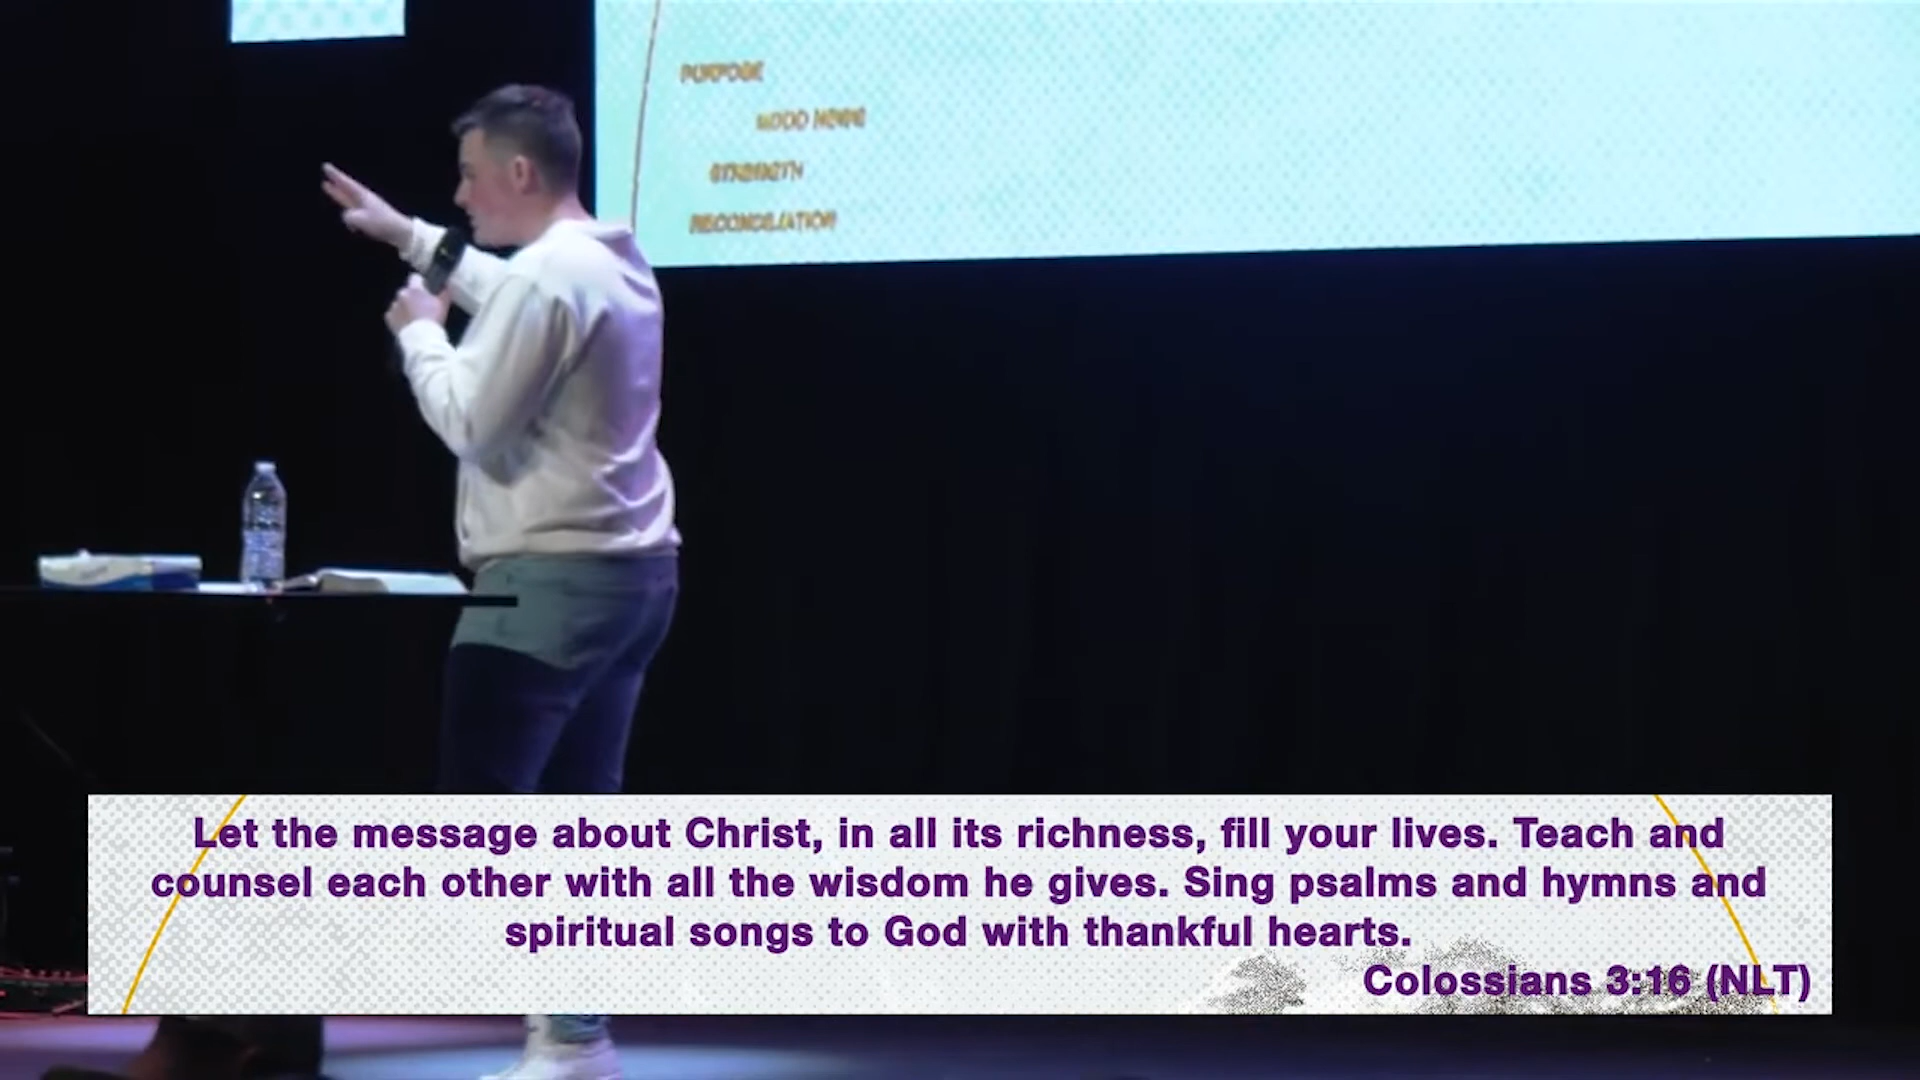 PURPOSE
STRENGTH
RECONCILIATION
Let the message about Christ, in all its richness, fill your lives. Teach and
counsel each other with all the wisdom he gives. Sing psalms and hymns and
spiritual songs to God with thankful hearts.
Colossians 3:16 (NLT)